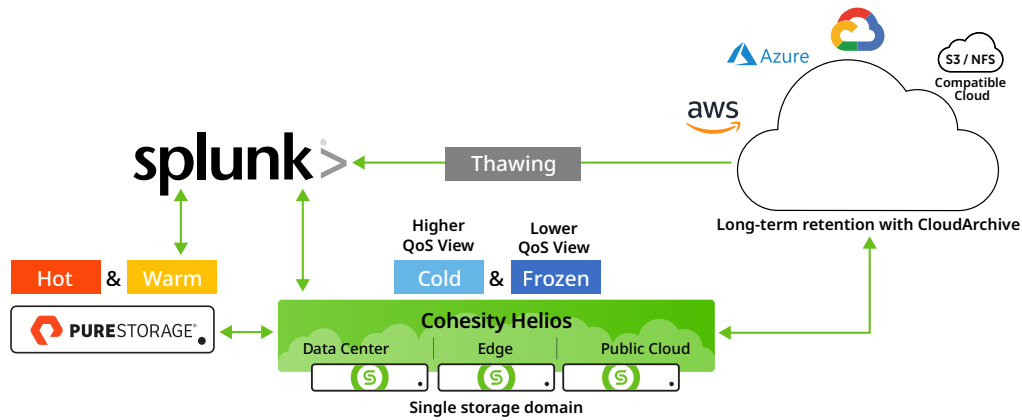 Azure
S3 / NFS
Compatible
Cloud
aws
splunk>®
Thawing
Long-term retention with CloudArchive
Higher
QoS View
Lower
QoS View
Hot & Warm
Cold & Frozen
PURESTORAGE®
Cohesity Helios
Data Center
Edge
Public Cloud
Single storage domain